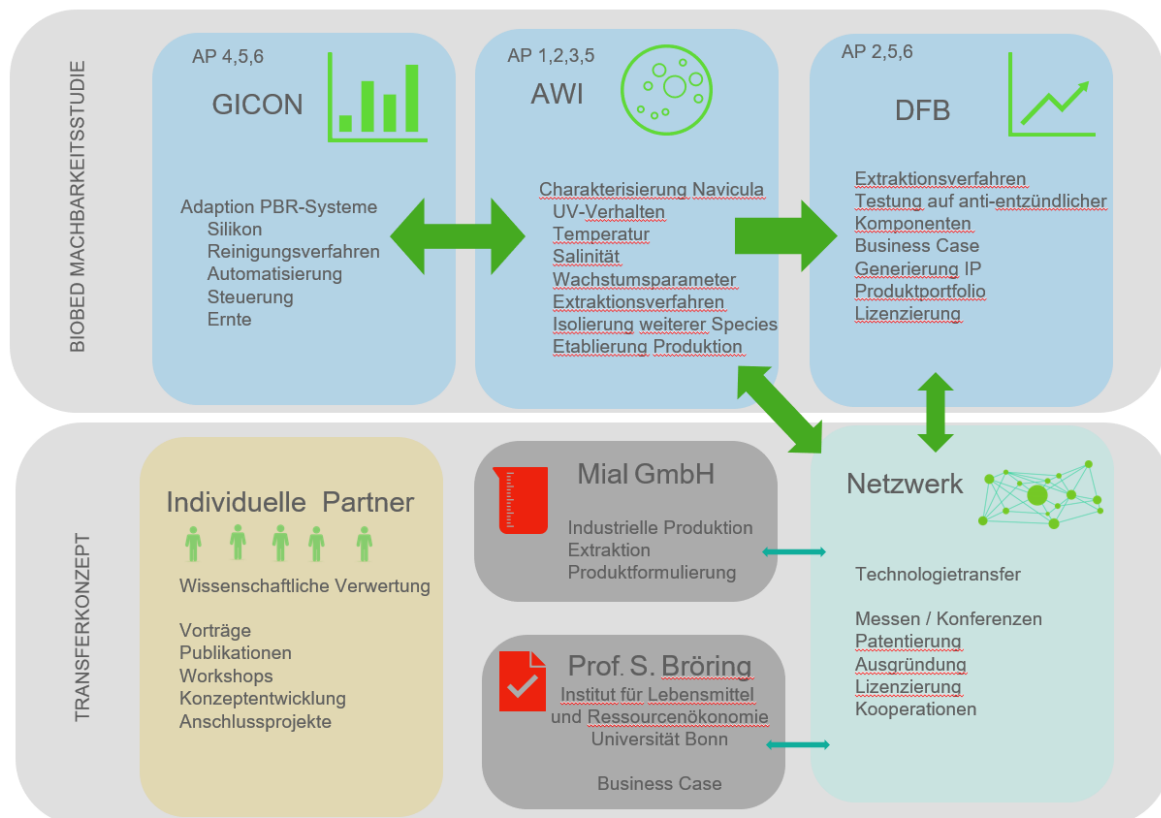 BIOBED MACHBARKEITSSTUDIE
AP 4,5,6
GICON
Adaption PBR-Systeme
Silikon
Reinigungsverfahren
Automatisierung
Steuerung
Ernte
AP 1,2,3,5
AWI
Charakterisierung Navicula
UV-Verhalten
Temperatur
Salinität
Wachstumsparameter
Extraktionsverfahren
Isolierung weiterer Species
Etablierung Produktion
AP 2,5,6
DFB
Extraktionsverfahren
Testung auf anti-entzündlicher
Komponenten
Business Case
Generierung IP
Produktportfolio
Lizenzierung
TRANSFERKONZEPT
Individuelle Partner
Wissenschaftliche Verwertung
Vorträge
Publikationen
Workshops
Konzeptentwicklung
Anschlussprojekte
Mial GmbH
Industrielle Produktion
Extraktion
Produktformulierung
Prof. S. Bröring
Institut für Lebensmittel
und Ressourcenökonomie
Universität Bonn
Business Case
Netzwerk
Technologietransfer
Messen / Konferenzen
Patentierung
Ausgründung
Lizenzierung
Kooperationen